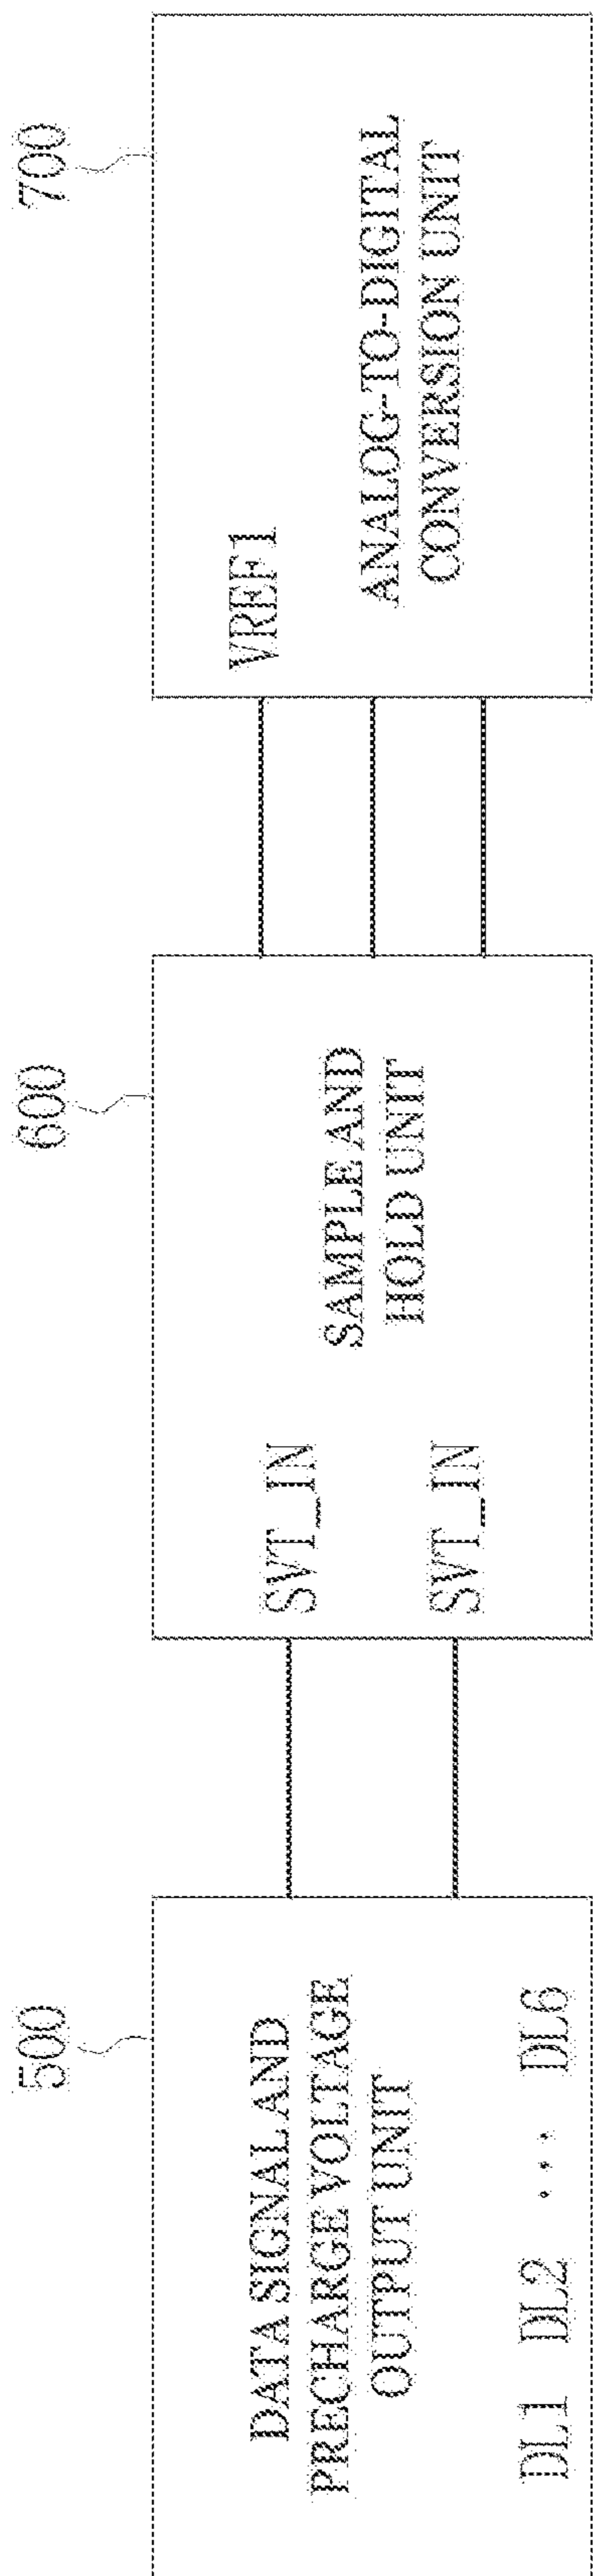 500
DATA SIGNAL AND
PRECHARGE VOLTAGE
OUTPUT UNIT
DL1 DL2 ... DL6
600
SVT_IN
SVT_IN
SAMPLE AND
HOLD UNIT
700
VREF1
ANALOG-TO-DIGITAL
CONVERSION UNIT